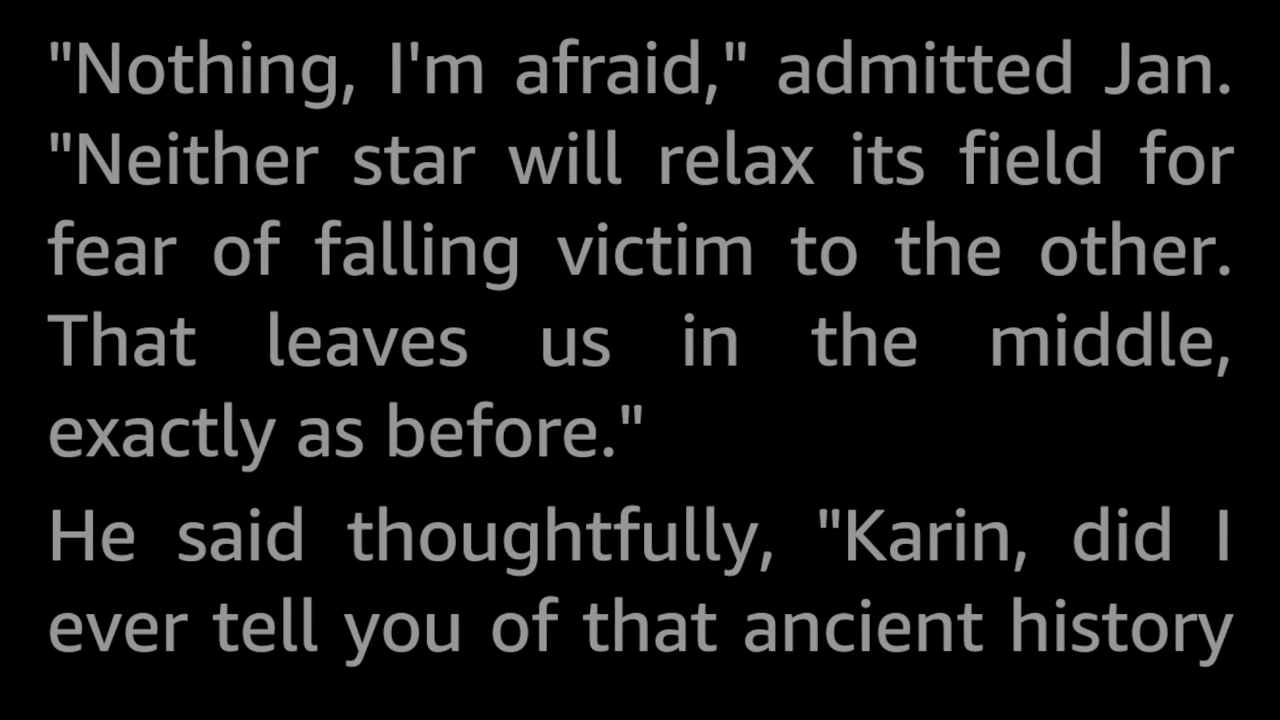 "Nothing, I'm afraid," admitted Jan.
"Neither star will relax its field for
fear of falling victim to the other.
That leaves us in the middle,
exactly as before."
He said thoughtfully, "Karin, did I
ever tell you of that ancient history